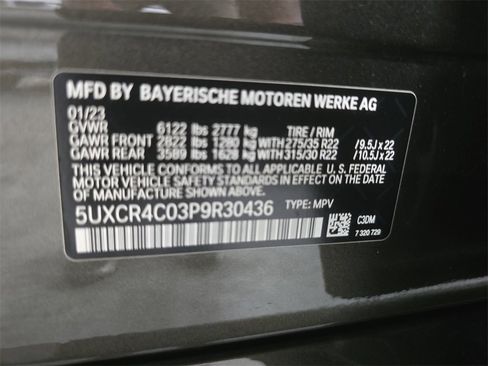 MFD BY BAYERISCHE MOTOREN WERKE AG
01/23
GVWR 6122 lbs 2777 kg TIRE / RIM
GAWR FRONT 2822 lbs 1280 kg WITH 275/35 R22 / 9.5J x 22
GAWR REAR 3589 lbs 1628 kg WITH 315/30 R22 / 10.5J x 22
THIS VEHICLE CONFORMS TO ALL APPLICABLE U.S. FEDERAL
MOTOR VEHICLE SAFETY STANDARDS IN EFFECT ON THE
DATE OF MANUFACTURE SHOWN ABOVE.
5UXCR4C03P9R30436 TYPE: MPV
C3DM
7 320 729